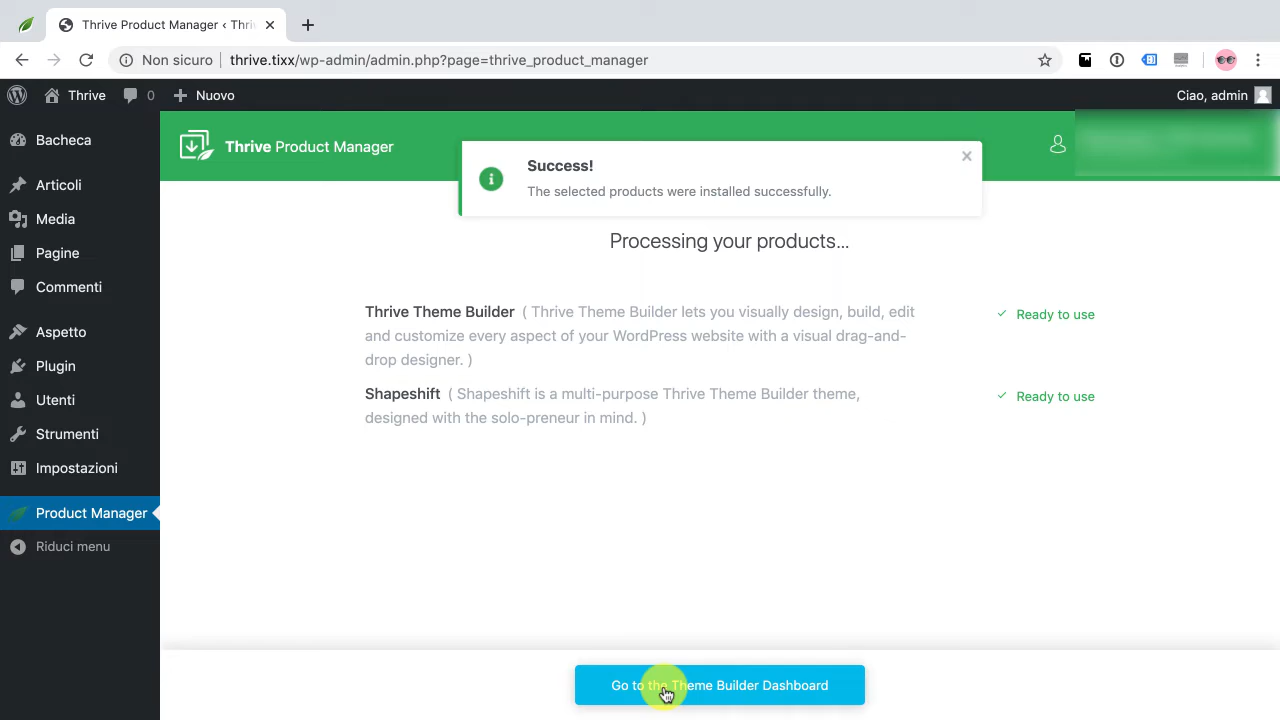 Thrive Product Manager ‹ Thri
Non sicuro
thrive.tixx/wp-admin/admin.php?page=thrive_product_manager
Thrive
0
Nuovo
Ciao, admin
Bacheca
Articoli
Media
Pagine
Commenti
Aspetto
Plugin
Utenti
Strumenti
Impostazioni
Product Manager
Riduci menu
Thrive Product Manager
Success!
The selected products were installed successfully.
Processing your products...
Thrive Theme Builder ( Thrive Theme Builder lets you visually design, build, edit
and customize every aspect of your WordPress website with a visual drag-and-
drop designer. )
Ready to use
Shapeshift ( Shapeshift is a multi-purpose Thrive Theme Builder theme,
designed with the solo-preneur in mind. )
Ready to use
Go to the Theme Builder Dashboard